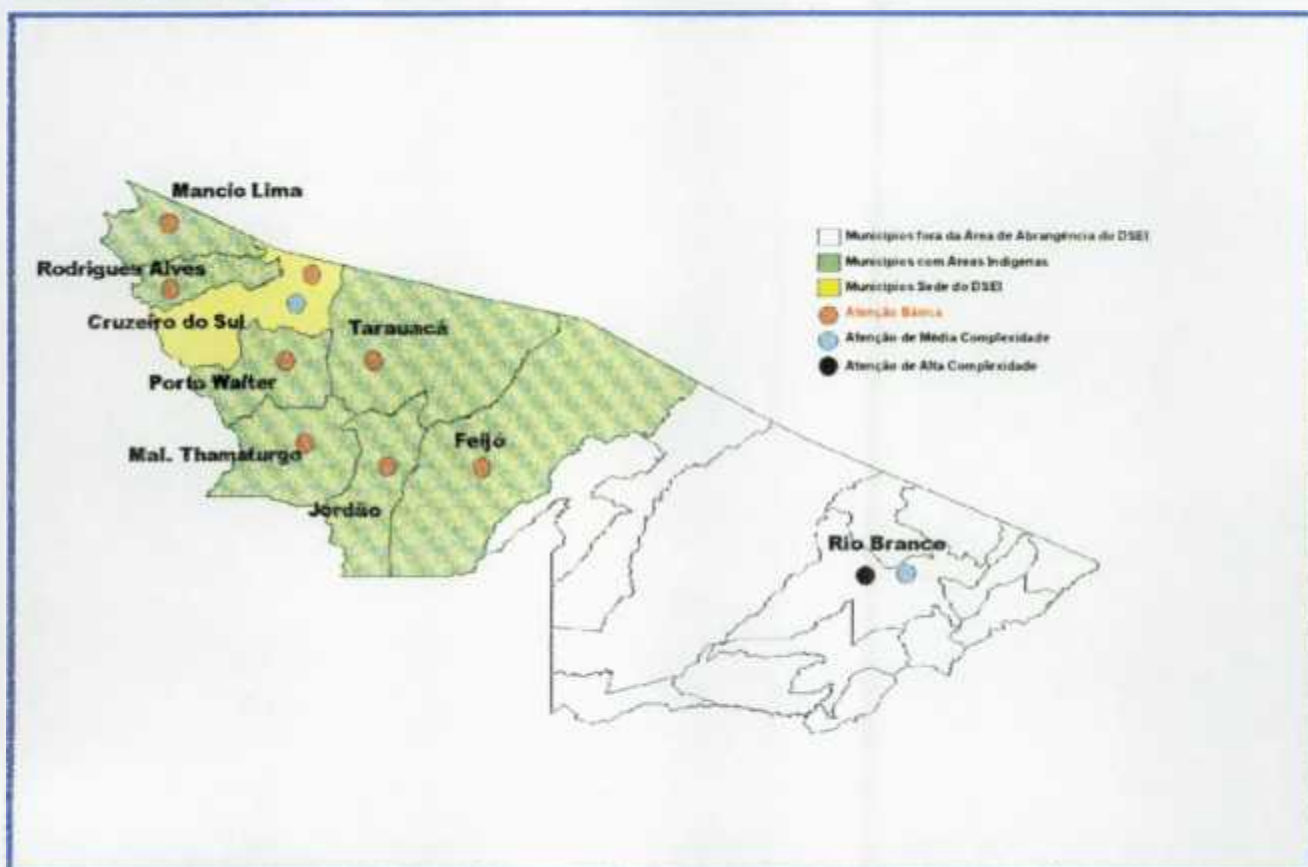 Mancío Lima
Rodrigues Alves
Cruzeiro do Sul
Tarauacá
Porto Walter
Mal. Thamaturgo
Feijó
Jordão
Rio Branco
Municípios fora da Área de Abrangência do DSEI
Municípios com Áreas Indígenas
Municípios Sede do DSEI
Atenção Básica
Atenção de Média Complexidade
Atenção de Alta Complexidade